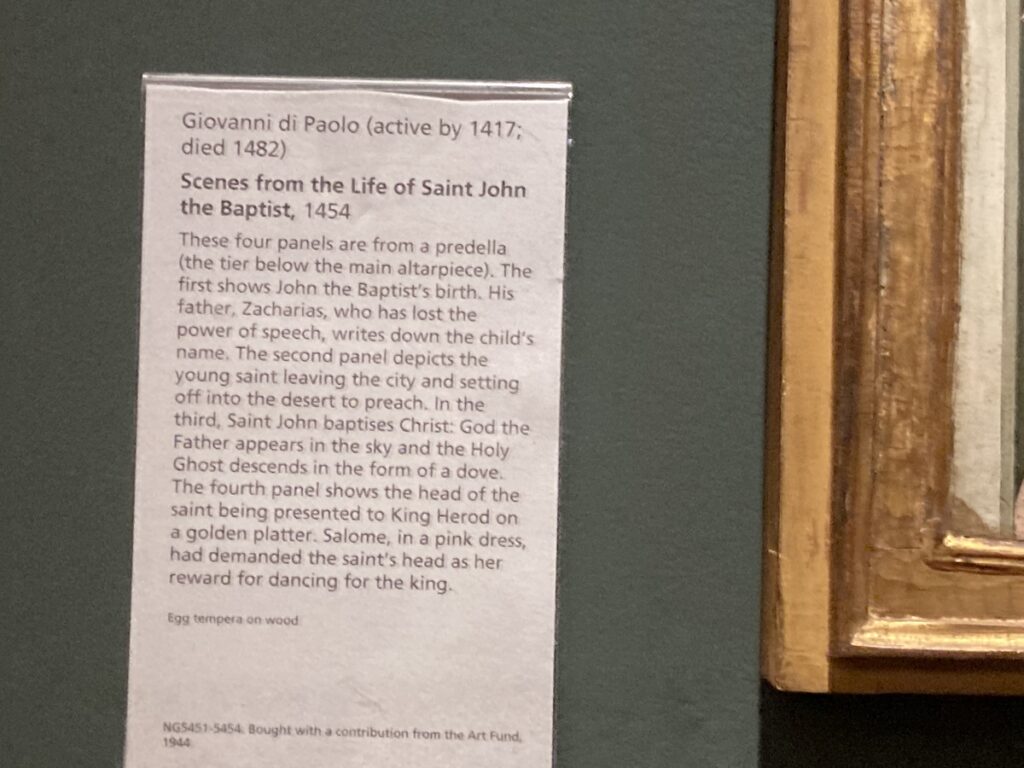 Giovanni di Paolo (active by 1417;
died 1482)
Scenes from the Life of Saint John
the Baptist, 1454
These four panels are from a predella
(the tier below the main altarpiece). The
first shows John the Baptist's birth. His
father, Zacharias, who has lost the
power of speech, writes down the child's
name. The second panel depicts the
young saint leaving the city and setting
off into the desert to preach. In the
third, Saint John baptises Christ: God the
Father appears in the sky and the Holy
Ghost descends in the form of a dove.
The fourth panel shows the head of the
saint being presented to King Herod on
a golden platter. Salome, in a pink dress,
had demanded the saint's head as her
reward for dancing for the king.
Egg tempera on wood
NG5451-5454. Bought with a contribution from the Art Fund,
1944.